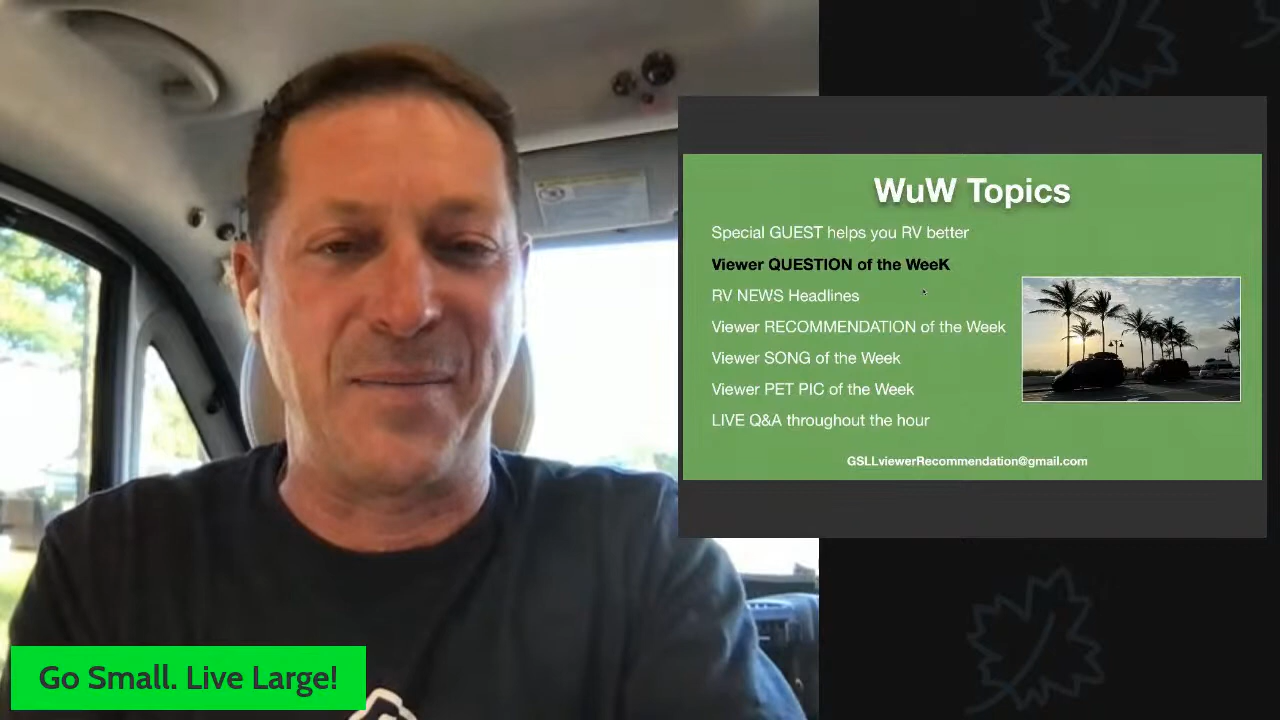 WuW Topics
Special GUEST helps you RV better
Viewer QUESTION of the WeeK
RV NEWS Headlines
Viewer RECOMMENDATION of the Week
Viewer SONG of the Week
Viewer PET PIC of the Week
LIVE Q&A throughout the hour
GSLLviewerRecommendation@gmail.com
Go Small. Live Large!